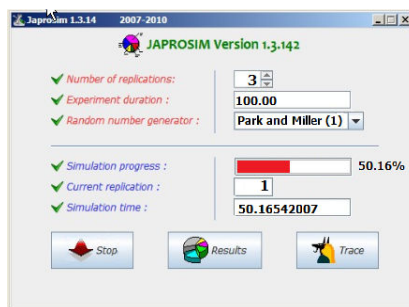 Japrosim 1.3.14 2007-2010
JAPROSIM Version 1.3.142
Number of replications: 3
Experiment duration : 100.00
Random number generator : Park and Miller (1)
Simulation progress : 50.16%
Current replication : 1
Simulation time : 50.16542007
Stop Results Trace